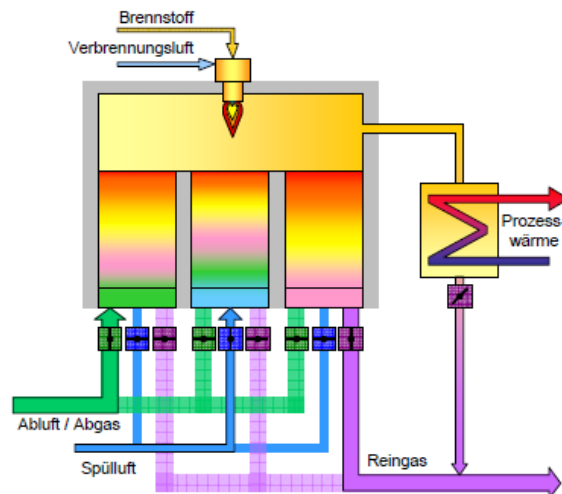 Brennstoff
Verbrennungsluft
Prozess-
wärme
Abluft / Abgas
Spülluft
Reingas